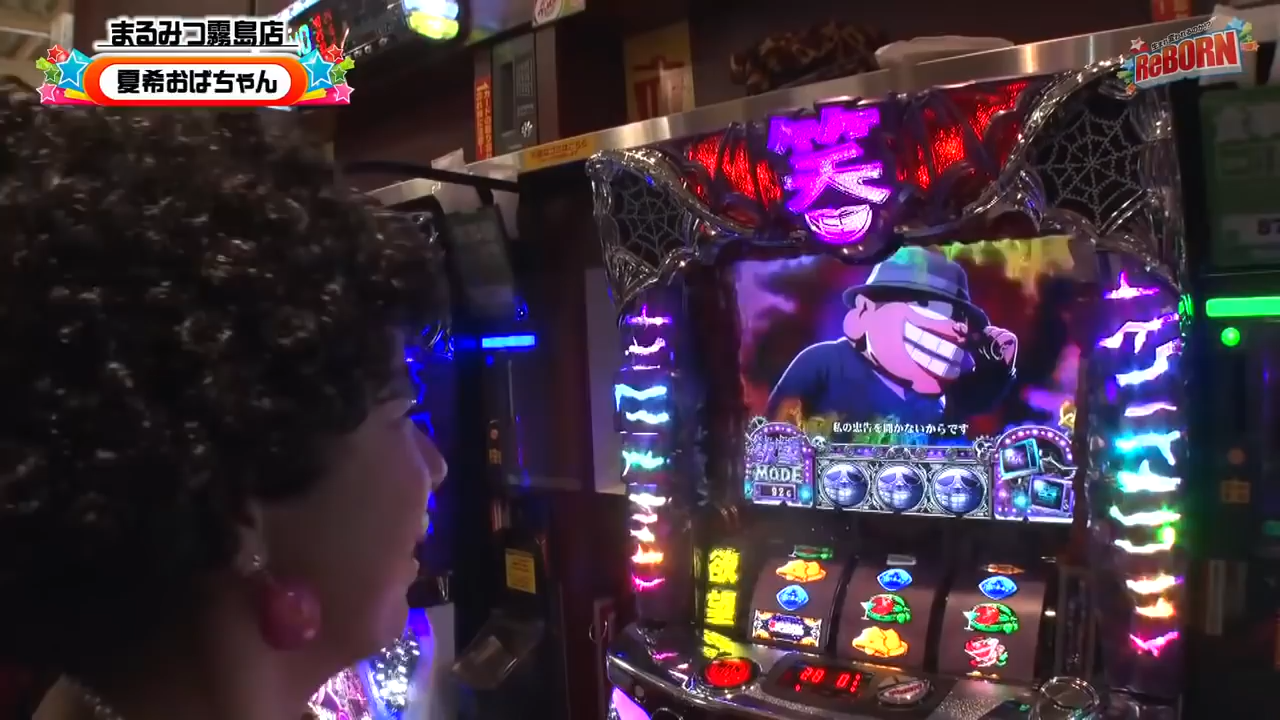 まるみつ霧島店
夏希おばちゃん
ReBORN
笑
私の忠告を聞かないからです
MODE
92G
欲
望
20 01